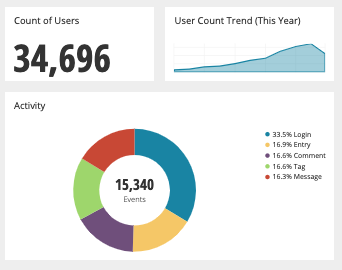 Count of Users
34,696
User Count Trend (This Year)
Activity
15,340
Events
33.5% Login
16.9% Entry
16.6% Comment
16.6% Tag
16.3% Message